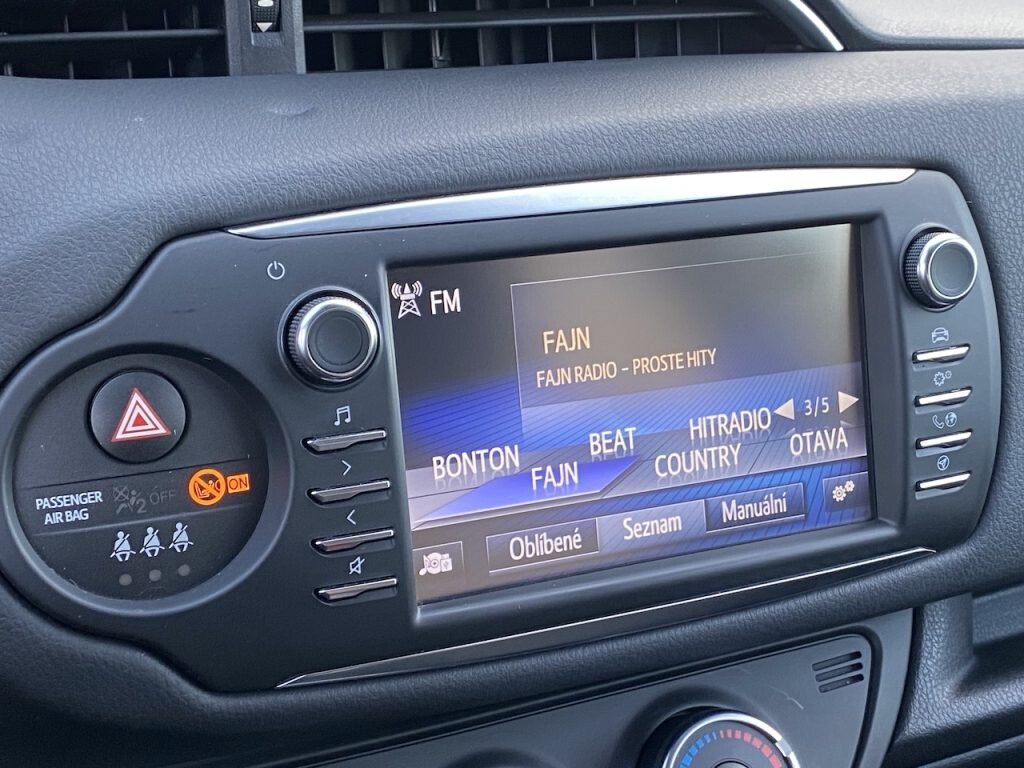 FM
FAJN
FAJN RADIO - PROSTE HITY
3/5
BONTON
BEAT
HITRADIO
FAJN
COUNTRY
OTAVA
Oblíbené
Seznam
Manuální
PASSENGER
AIR BAG
2 OFF
ON